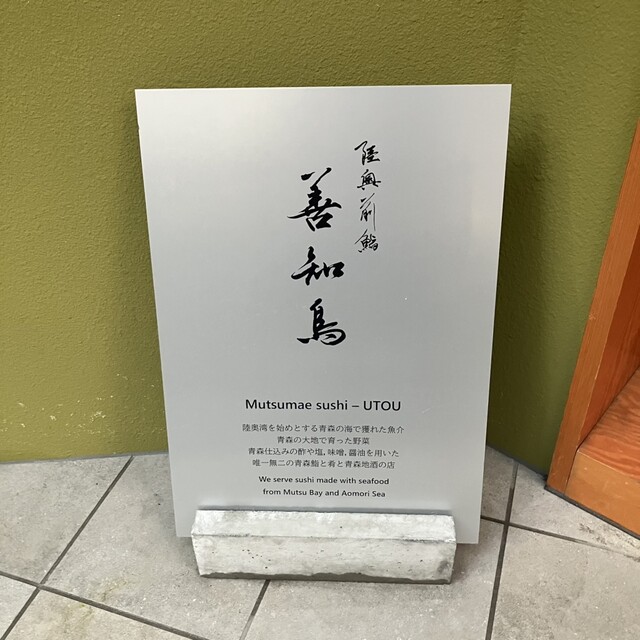 陸奥前鮨
善知鳥
Mutsumae sushi – UTOU
陸奥湾を始めとする青森の海で獲れた魚介
青森の大地で育った野菜
青森仕込みの酢や塩，味噌，醤油を用いた
唯一無二の青森鮨と肴と青森地酒の店
We serve sushi made with seafood
from Mutsu Bay and Aomori Sea